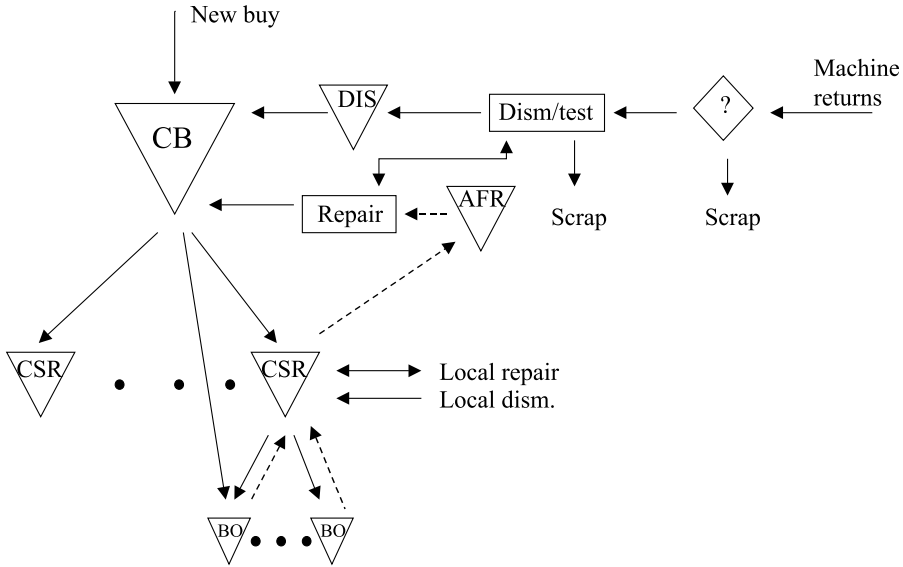 New buy
Machine
returns
DIS
Dism/test
?
CB
Repair
AFR
Scrap
Scrap
CSR
CSR
Local repair
Local dism.
BO
BO